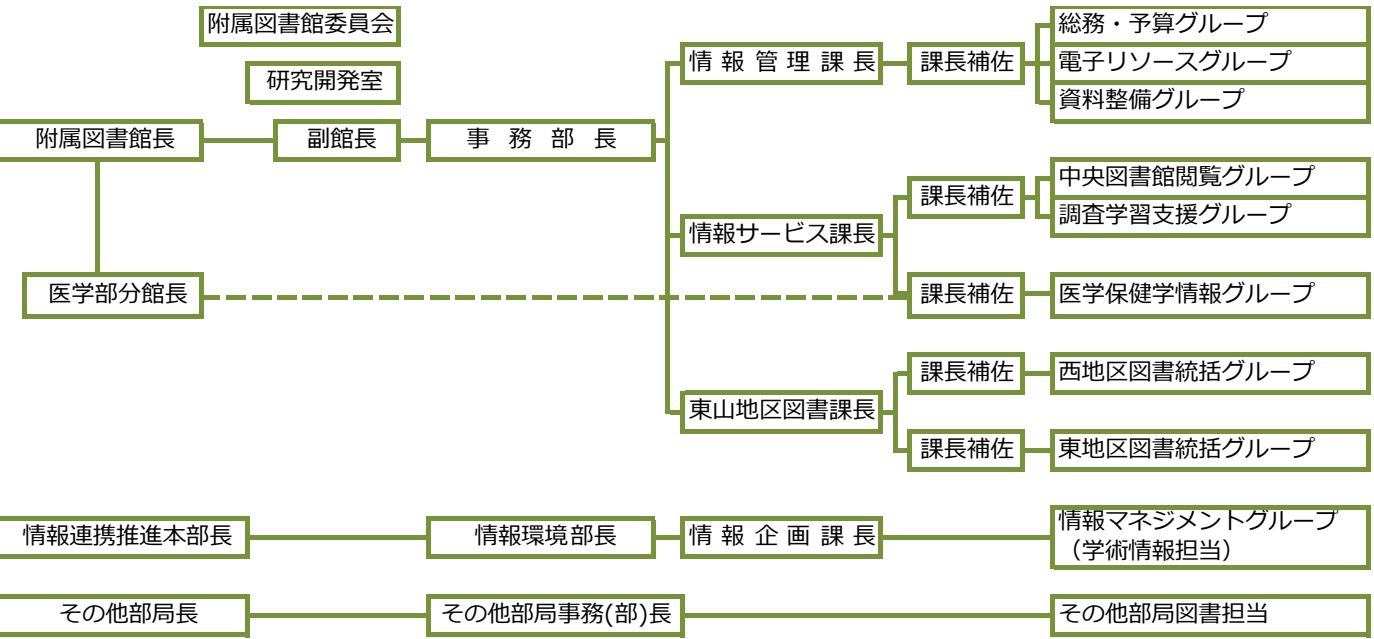 附属図書館委員会
研究開発室
附属図書館長
副館長
事務部長
情報管理課長
課長補佐
総務・予算グループ
電子リソースグループ
資料整備グループ
情報サービス課長
課長補佐
中央図書館閲覧グループ
調査学習支援グループ
医学部分館長
課長補佐
医学保健学情報グループ
東山地区図書課長
課長補佐
西地区図書統括グループ
課長補佐
東地区図書統括グループ
情報連携推進本部長
情報環境部長
情報企画課長
情報マネジメントグループ
（学術情報担当）
その他部局長
その他部局事務(部)長
その他部局図書担当